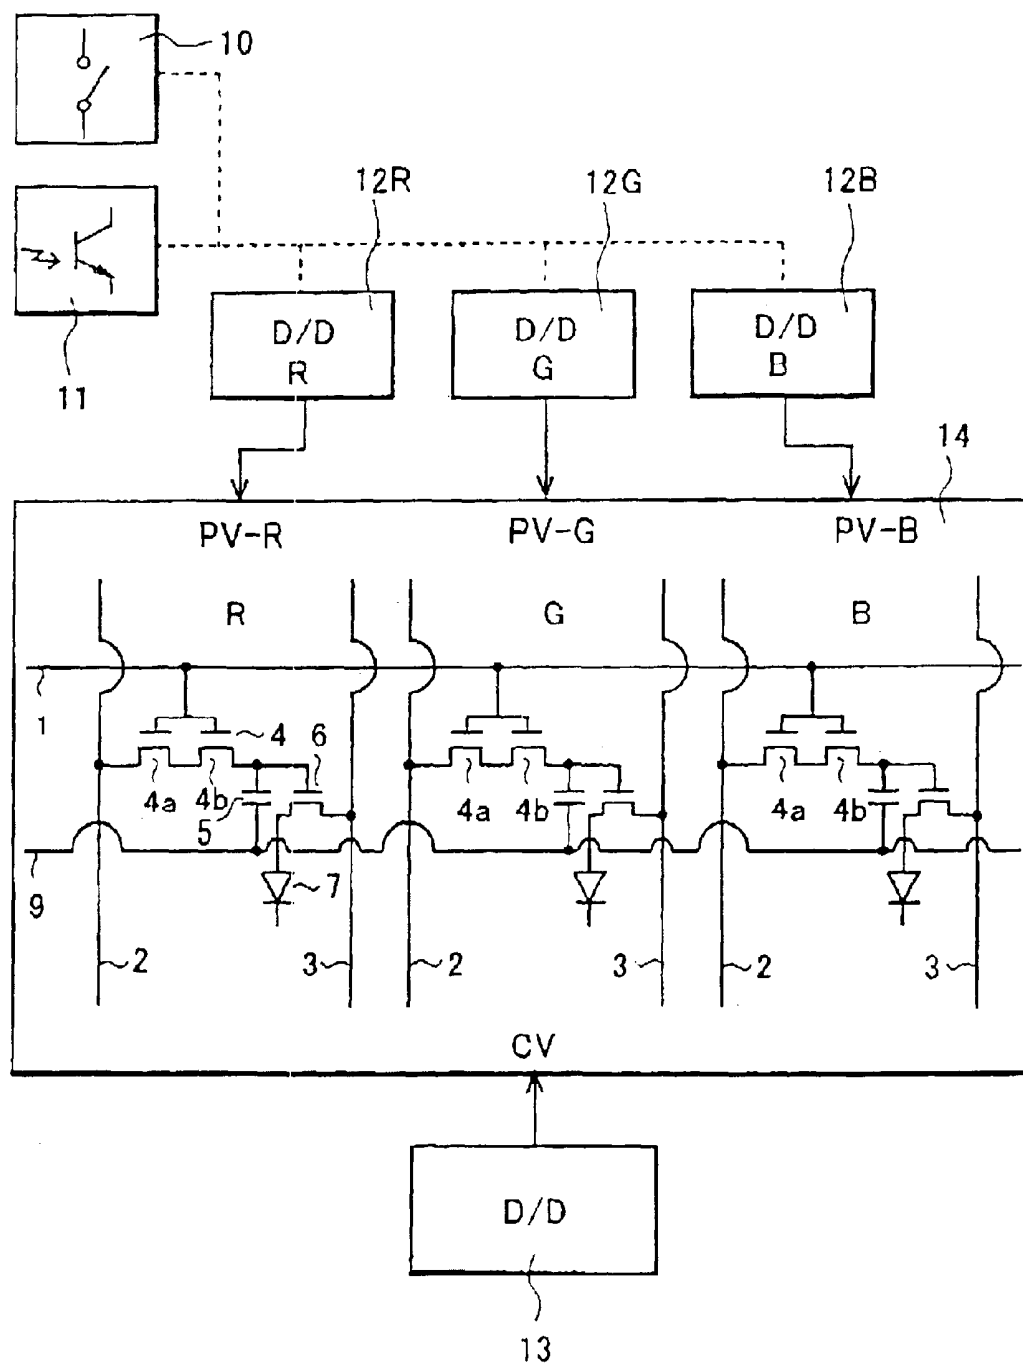 10
12R 12G 12B
11
D/D R
D/D G
D/D B
14
PV-R PV-G PV-B
R G B
1
4 6
4a 4b 4a 4b 4a 4b
5
7
9
2 3 2 3 2 3
CV
D/D
13